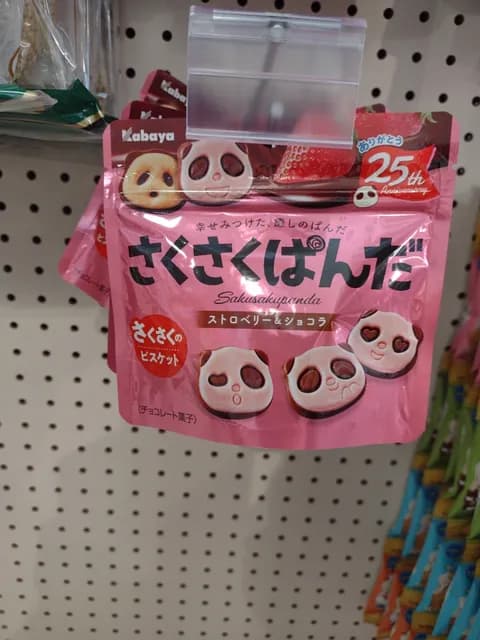 Kabaya
ありがとう
25th
Anniversary
幸せみつけた、癒しのぱんだ
さくさくぱんだ
Sakusakupanda
ストロベリー&ショコラ
さくさくの
ビスケット
(チョコレート菓子)